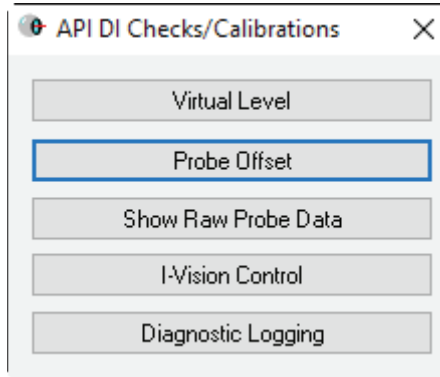 API DI Checks/Calibrations
Virtual Level
Probe Offset
Show Raw Probe Data
I-Vision Control
Diagnostic Logging